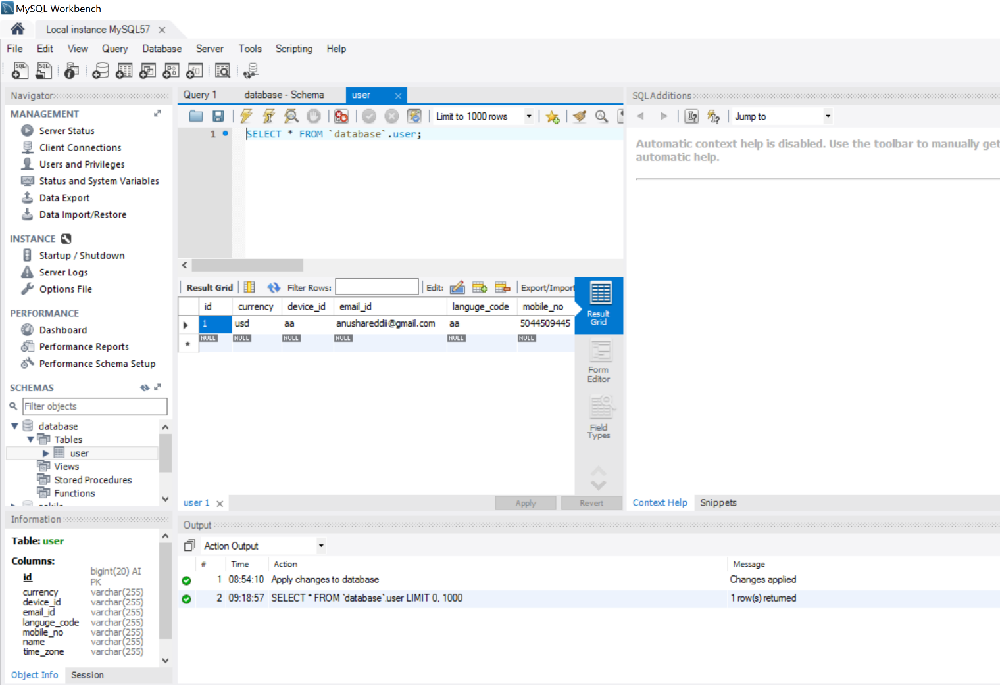 MySQL Workbench
Local instance MySQL57
File Edit View Query Database Server Tools Scripting Help
Navigator
MANAGEMENT
Server Status
Client Connections
Users and Privileges
Status and System Variables
Data Export
Data Import/Restore
INSTANCE
Startup / Shutdown
Server Logs
Options File
PERFORMANCE
Dashboard
Performance Reports
Performance Schema Setup
SCHEMAS
Filter objects
database
Tables
user
Views
Stored Procedures
Functions
Information
Table: user
Columns:
id bigint(20) AI PK
currency varchar(255)
device_id varchar(255)
email_id varchar(255)
languge_code varchar(255)
mobile_no varchar(255)
name varchar(255)
time_zone varchar(255)
Object Info Session
Query 1 database - Schema user
Limit to 1000 rows
1 SELECT * FROM `database`.user;
Result Grid Filter Rows: Edit: Export/Import
id currency device_id email_id languge_code mobile_no
1 usd aa anushareddii@gmail.com aa 5044509445
NULL NULL NULL NULL NULL NULL
Result Grid
Form Editor
Field Types
user 1 Apply Revert
SQLAdditions
Jump to
Automatic context help is disabled. Use the toolbar to manually get
automatic help.
Context Help Snippets
Output
Action Output
# Time Action Message
1 08:54:10 Apply changes to database Changes applied
2 09:18:57 SELECT * FROM `database`.user LIMIT 0, 1000 1 row(s) returned